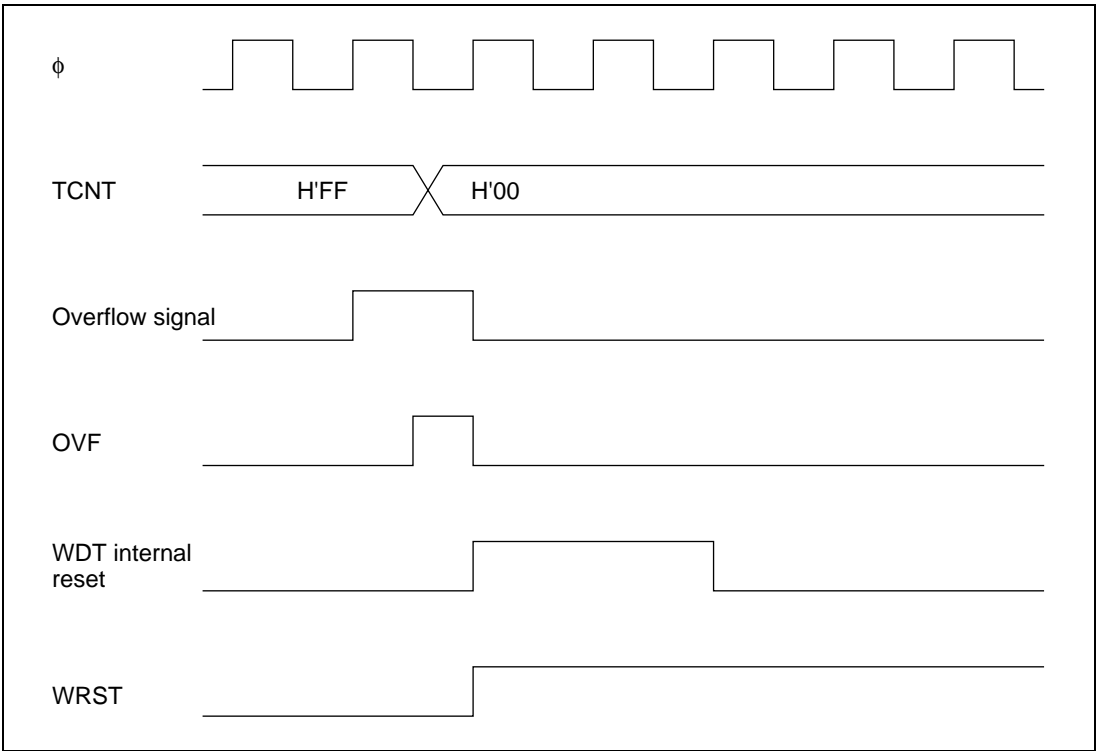 ϕ
TCNT
H'FF
H'00
Overflow signal
OVF
WDT internal
reset
WRST